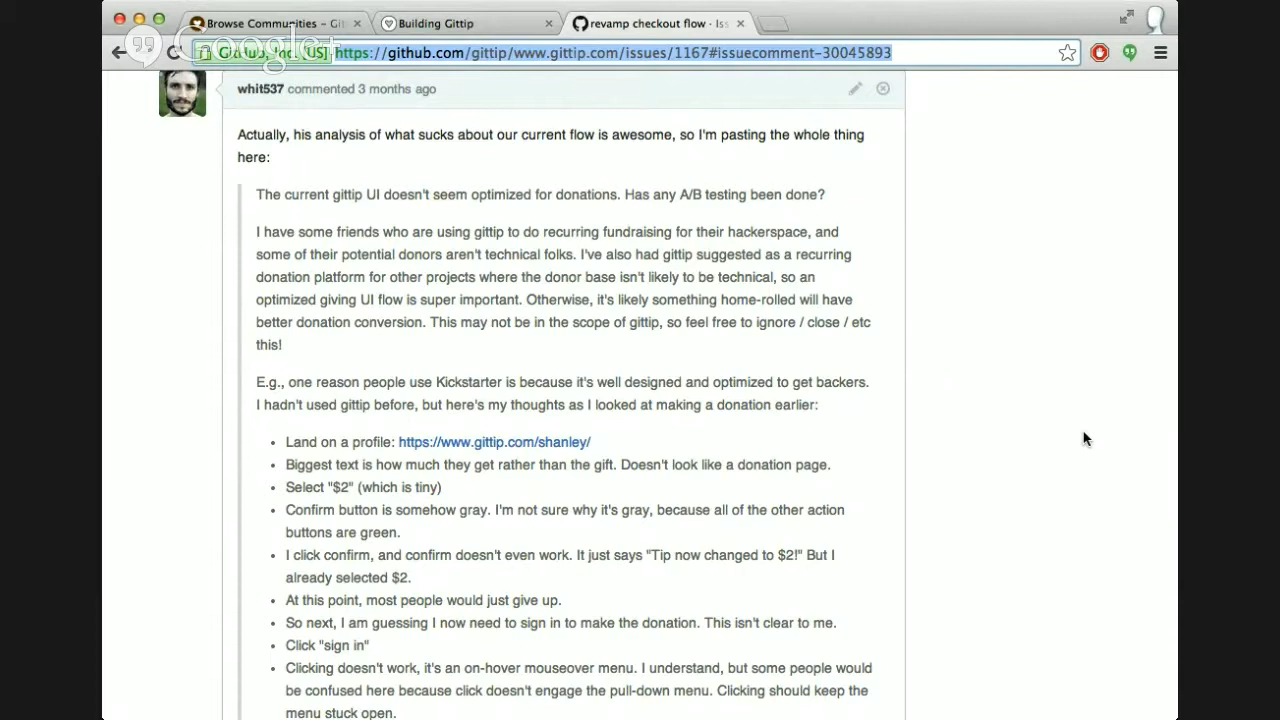 Browse Communities – Git
Building Gittip
revamp checkout flow · Iss
Google+
GitHub, Inc. [US]
https://github.com/gittip/www.gittip.com/issues/1167#issuecomment-30045893
whit537 commented 3 months ago
Actually, his analysis of what sucks about our current flow is awesome, so I'm pasting the whole thing
here:
The current gittip UI doesn't seem optimized for donations. Has any A/B testing been done?
I have some friends who are using gittip to do recurring fundraising for their hackerspace, and
some of their potential donors aren't technical folks. I've also had gittip suggested as a recurring
donation platform for other projects where the donor base isn't likely to be technical, so an
optimized giving UI flow is super important. Otherwise, it's likely something home-rolled will have
better donation conversion. This may not be in the scope of gittip, so feel free to ignore / close / etc
this!
E.g., one reason people use Kickstarter is because it's well designed and optimized to get backers.
I hadn't used gittip before, but here's my thoughts as I looked at making a donation earlier:
• Land on a profile: https://www.gittip.com/shanley/
• Biggest text is how much they get rather than the gift. Doesn't look like a donation page.
• Select "$2" (which is tiny)
• Confirm button is somehow gray. I'm not sure why it's gray, because all of the other action
buttons are green.
• I click confirm, and confirm doesn't even work. It just says "Tip now changed to $2!" But I
already selected $2.
• At this point, most people would just give up.
• So next, I am guessing I now need to sign in to make the donation. This isn't clear to me.
• Click "sign in"
• Clicking doesn't work, it's an on-hover mouseover menu. I understand, but some people would
be confused here because click doesn't engage the pull-down menu. Clicking should keep the
menu stuck open.